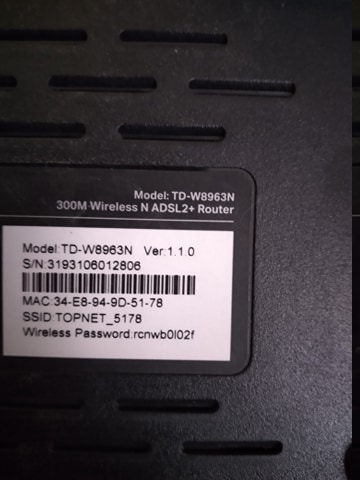 Model: TD-W8963N
300M Wireless N ADSL2+ Router
Model:TD-W8963N Ver:1.1.0
S/N:3193106012806
MAC:34-E8-94-9D-51-78
SSID:TOPNET_5178
Wireless Password:rcnwb0l02f